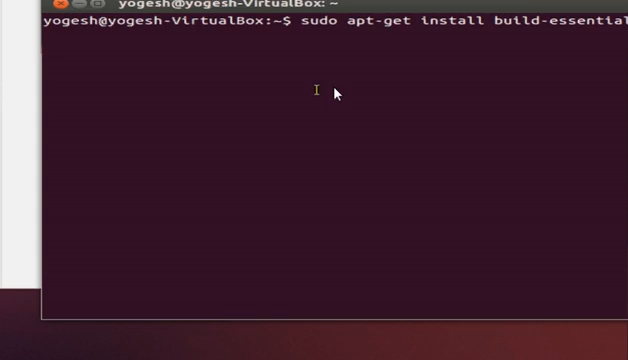 yogesh@yogesh-VirtualBox: ~
yogesh@yogesh-VirtualBox:~$ sudo apt-get install build-essential